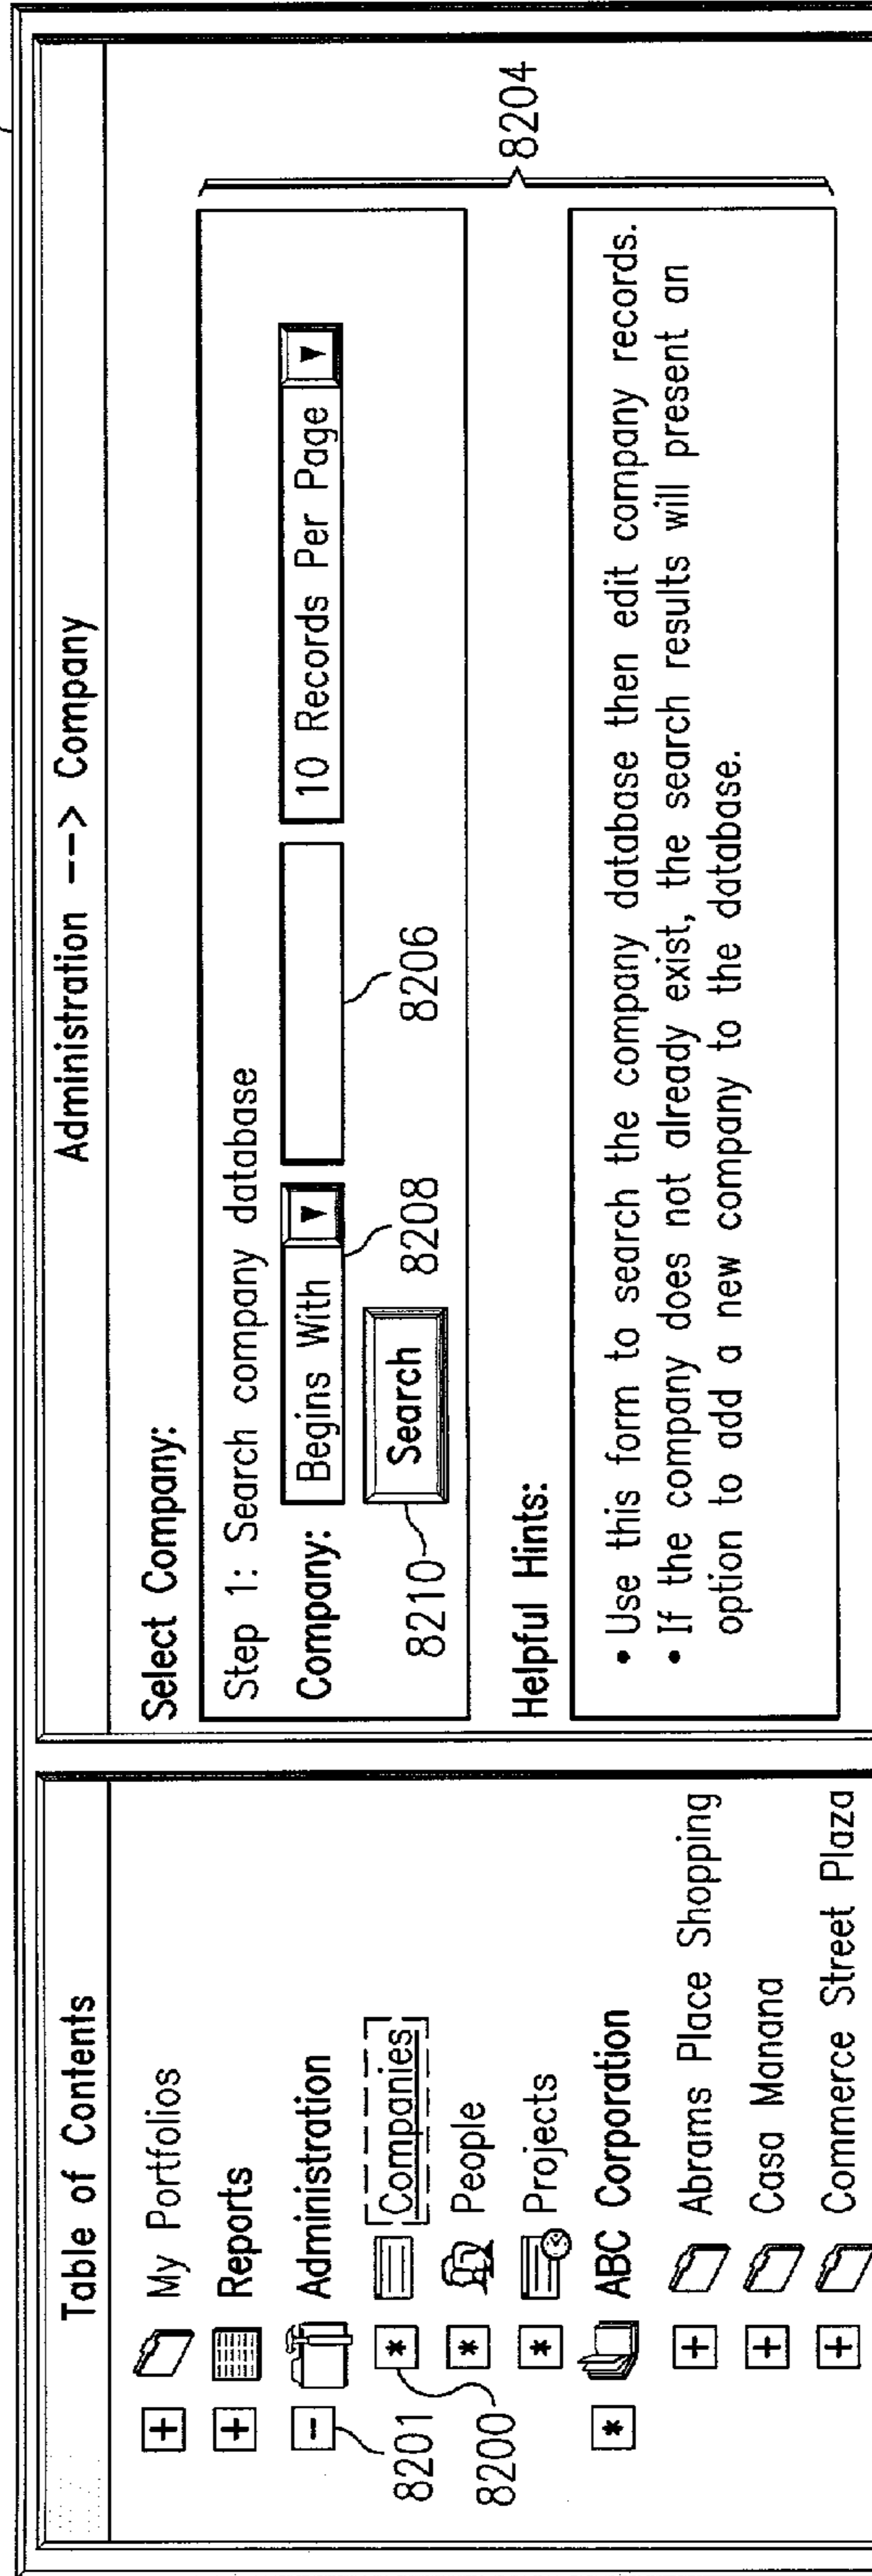 Table of Contents
+ My Portfolios
+ Reports
- Administration
8201
* Companies
8200
* People
* Projects
* ABC Corporation
+ Abrams Place Shopping
+ Casa Manana
+ Commerce Street Plaza
Administration --> Company
Select Company:
Step 1: Search company database
Company: Begins With ▼ 10 Records Per Page ▼
8208 8206
8210 Search
8204
Helpful Hints:
• Use this form to search the company database then edit company records.
• If the company does not already exist, the search results will present an
option to add a new company to the database.